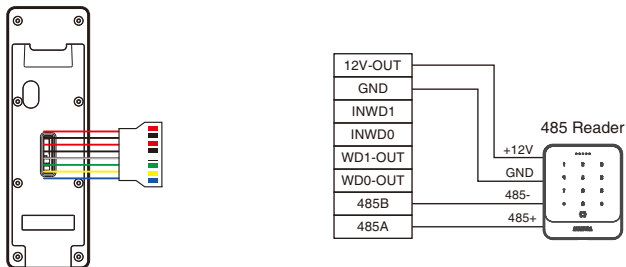 12V-OUT
GND
INWD1
INWD0
WD1-OUT
WD0-OUT
485B
485A
485 Reader
+12V
GND
485-
485+